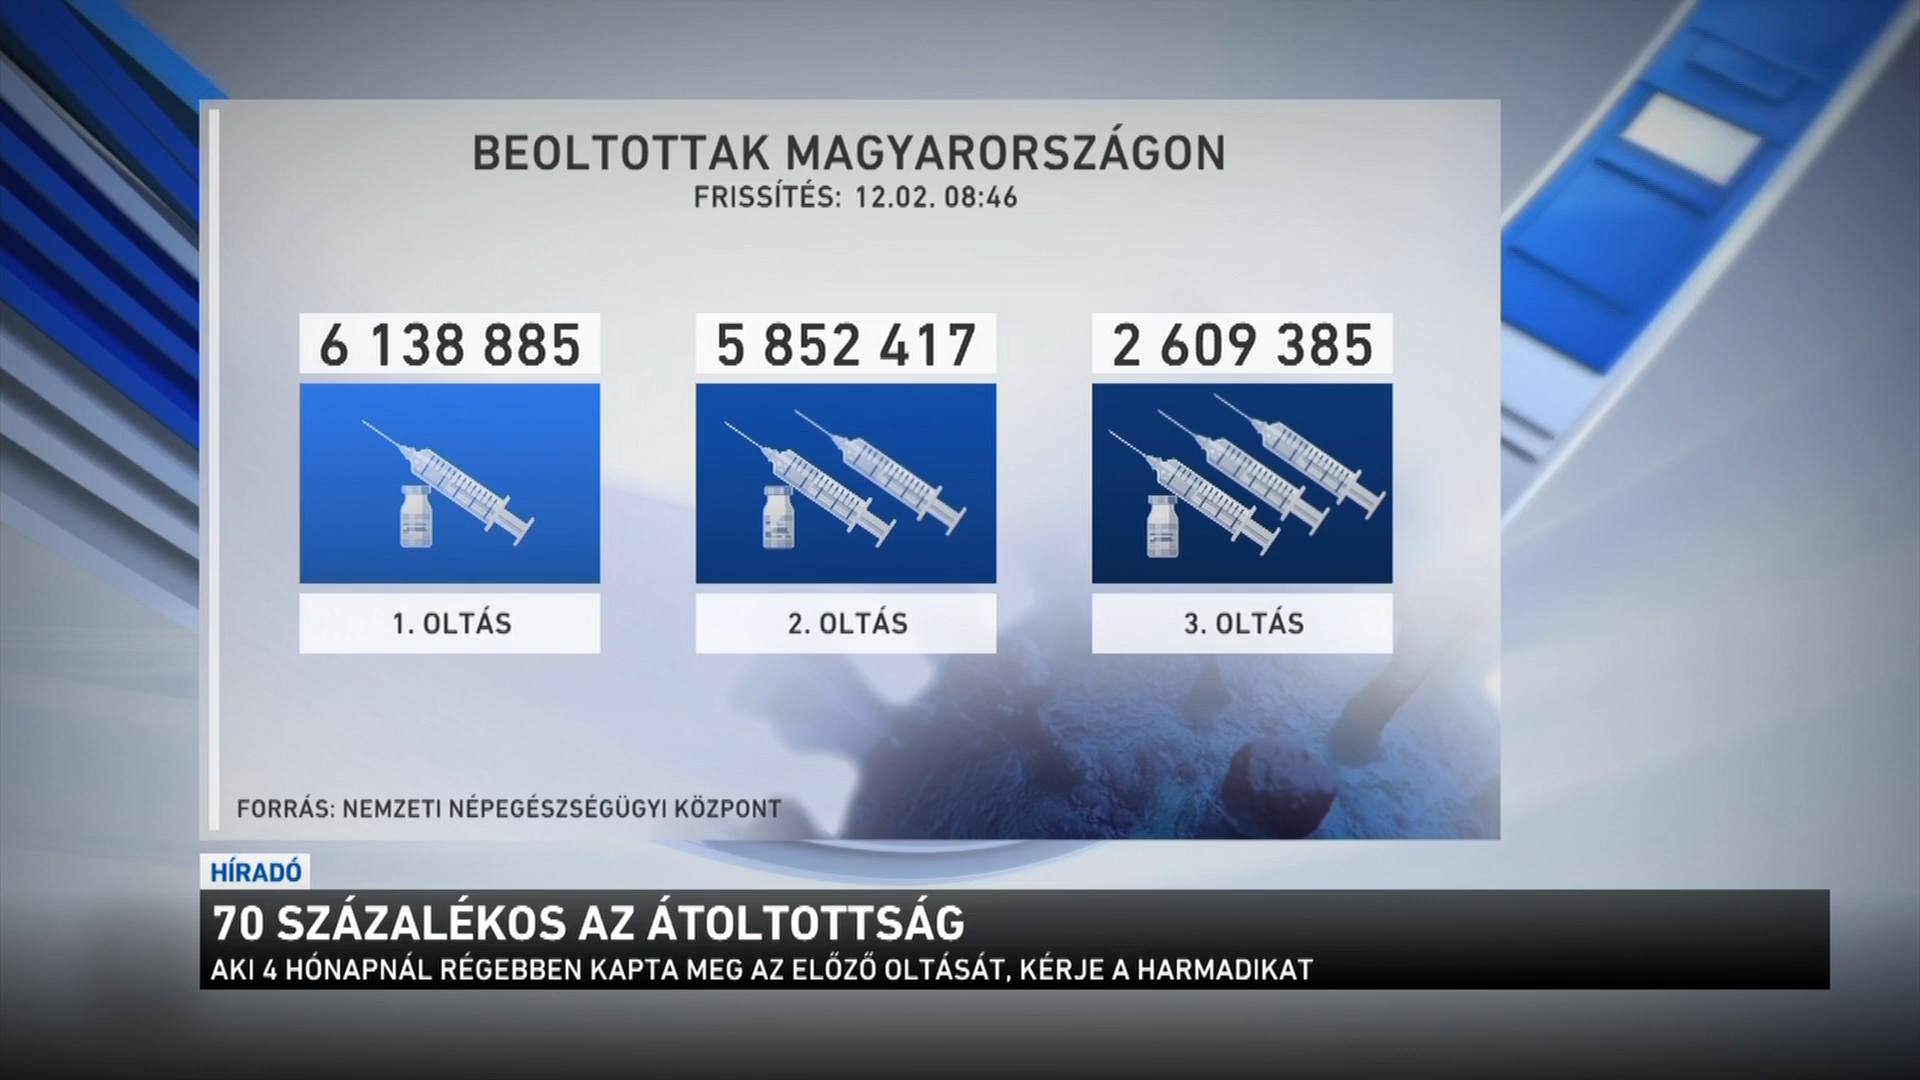 BEOLTOTTAK MAGYARORSZÁGON
FRISSÍTÉS: 12.02. 08:46
6 138 885
5 852 417
2 609 385
1. OLTÁS
2. OLTÁS
3. OLTÁS
FORRÁS: NEMZETI NÉPEGÉSZSÉGÜGYI KÖZPONT
HÍRADÓ
70 SZÁZALÉKOS AZ ÁTOLTOTTSÁG
AKI 4 HÓNAPNÁL RÉGEBBEN KAPTA MEG AZ ELŐZŐ OLTÁSÁT, KÉRJE A HARMADIKAT